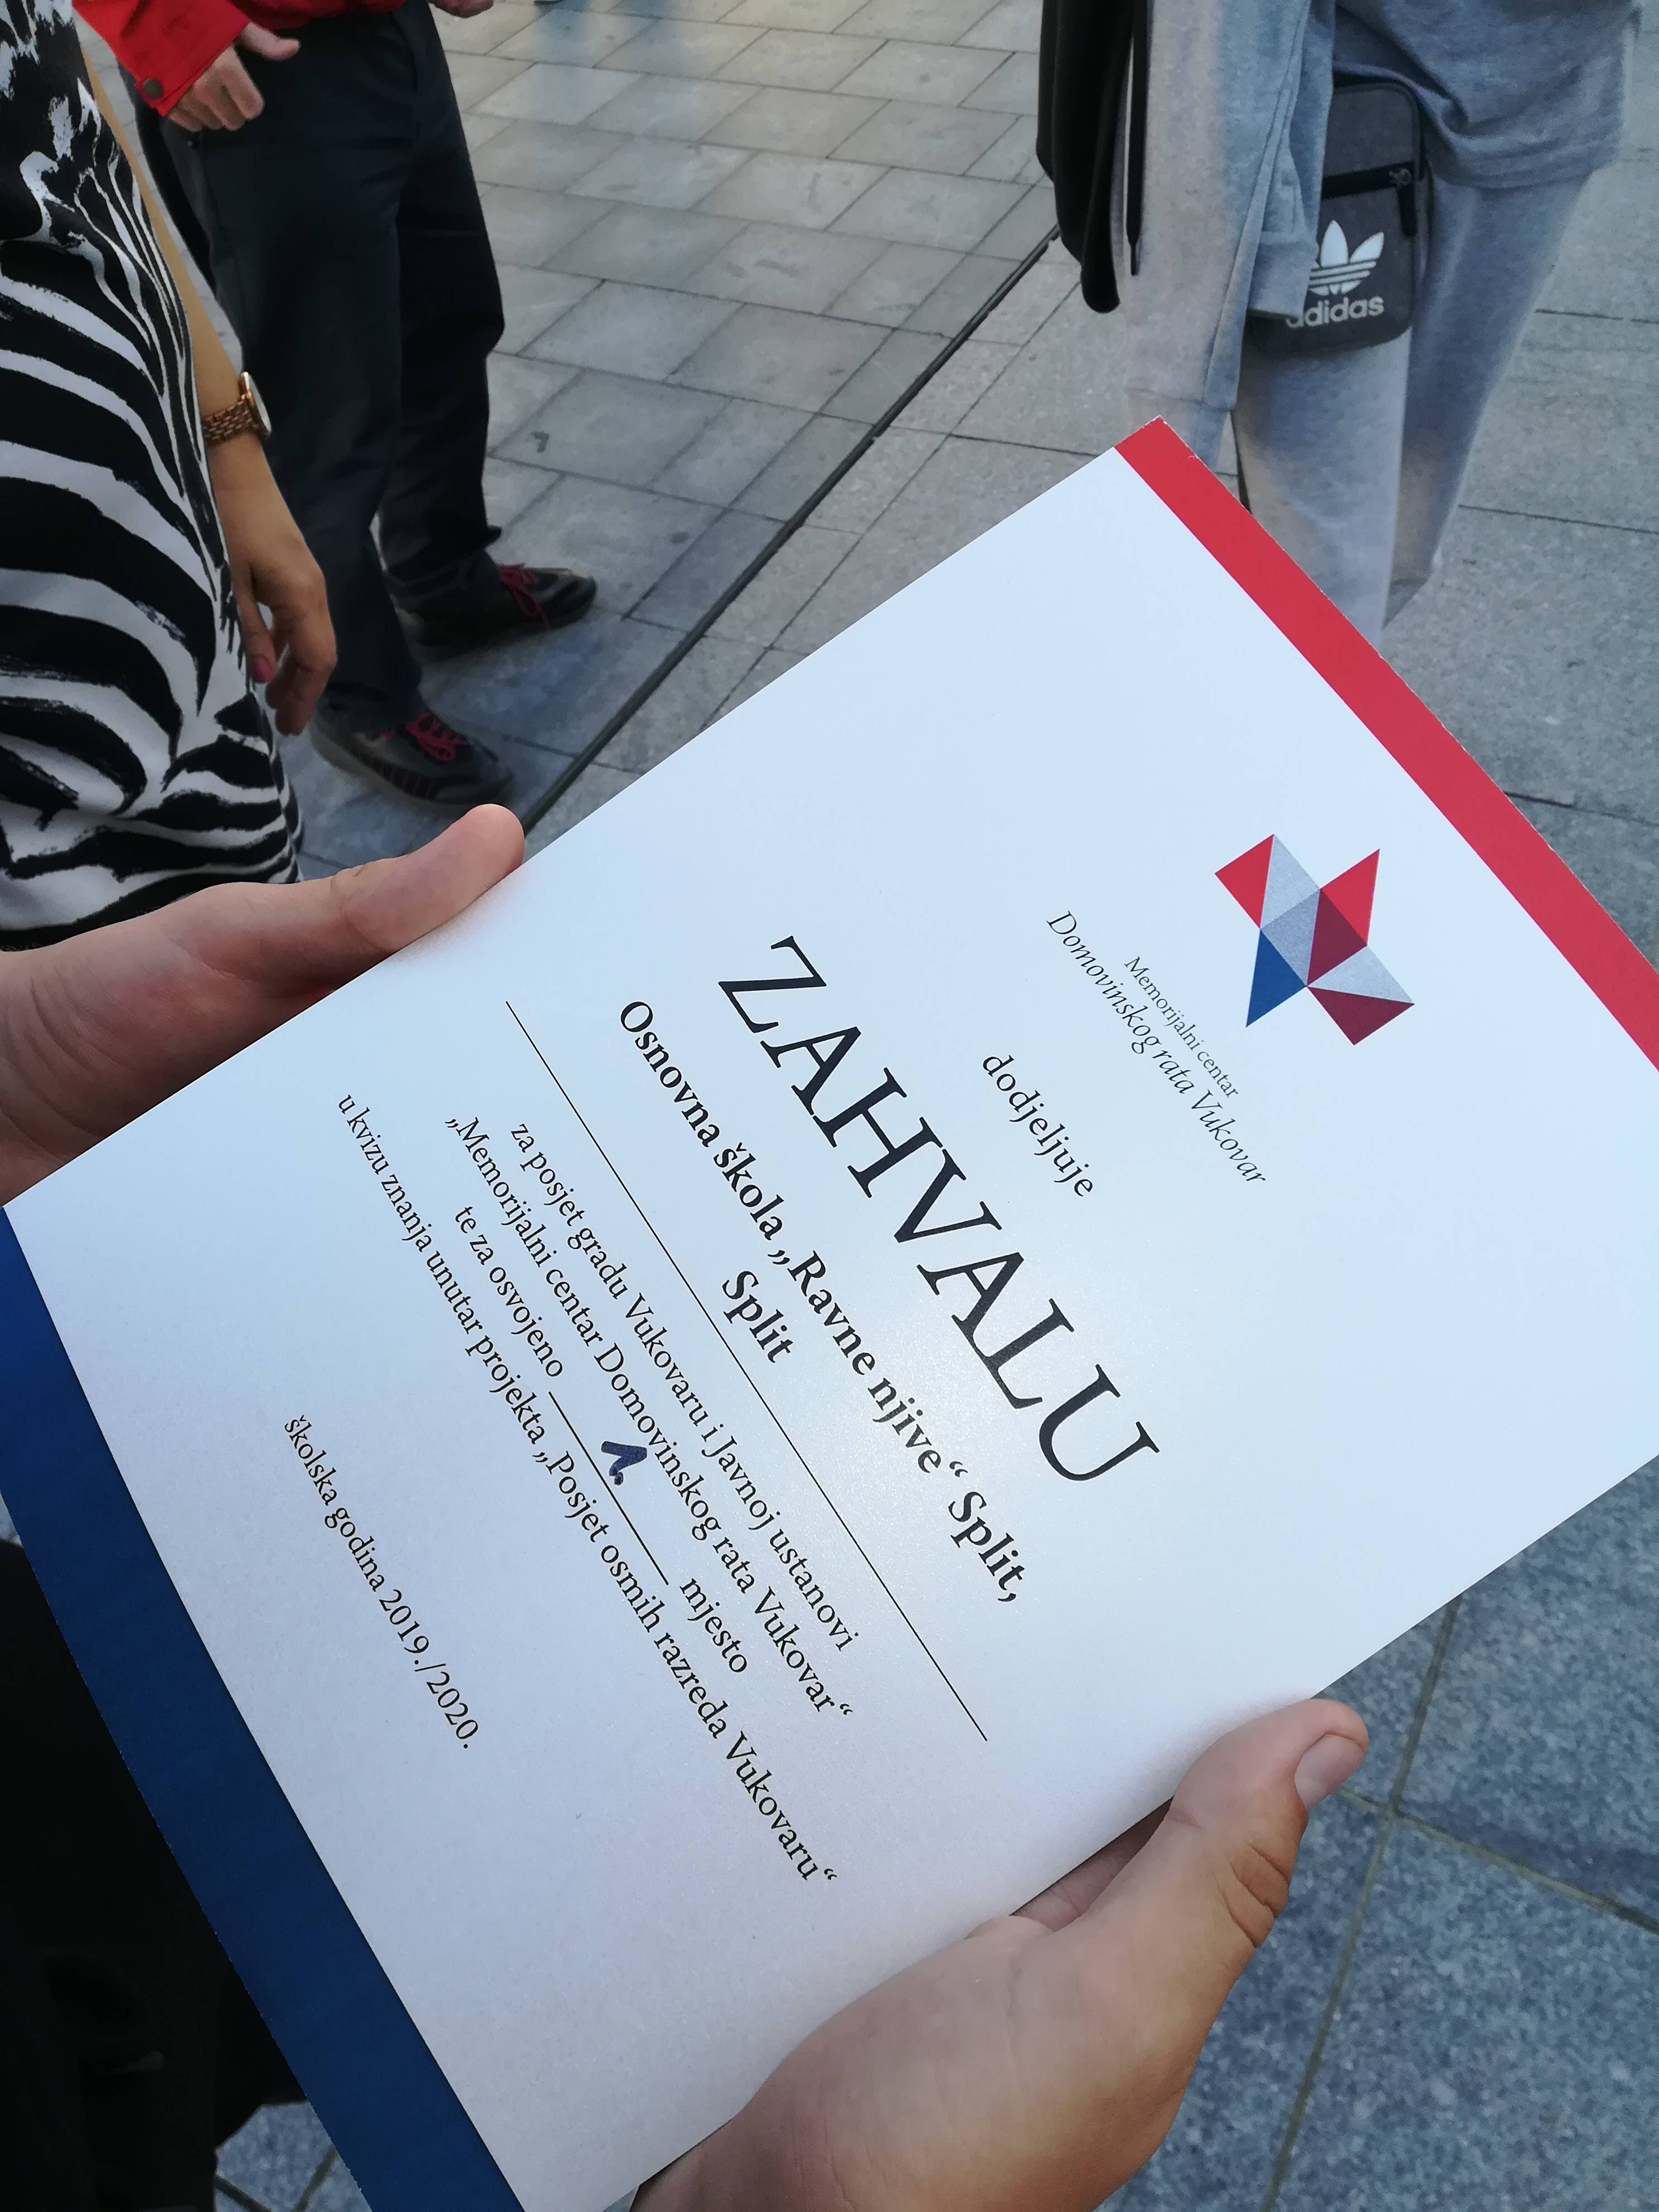 adidas
Memorijalni centar
Domovinskog rata Vukovar
dodjeljuje
ZAHVALU
Osnovna škola „Ravne njive“ Split,
Split
za posjet gradu Vukovaru i Javnoj ustanovi
„Memorijalni centar Domovinskog rata Vukovar“
te za osvojeno 1. mjesto
u kvizu znanja unutar projekta „Posjet osmih razreda Vukovaru“
školska godina 2019./2020.